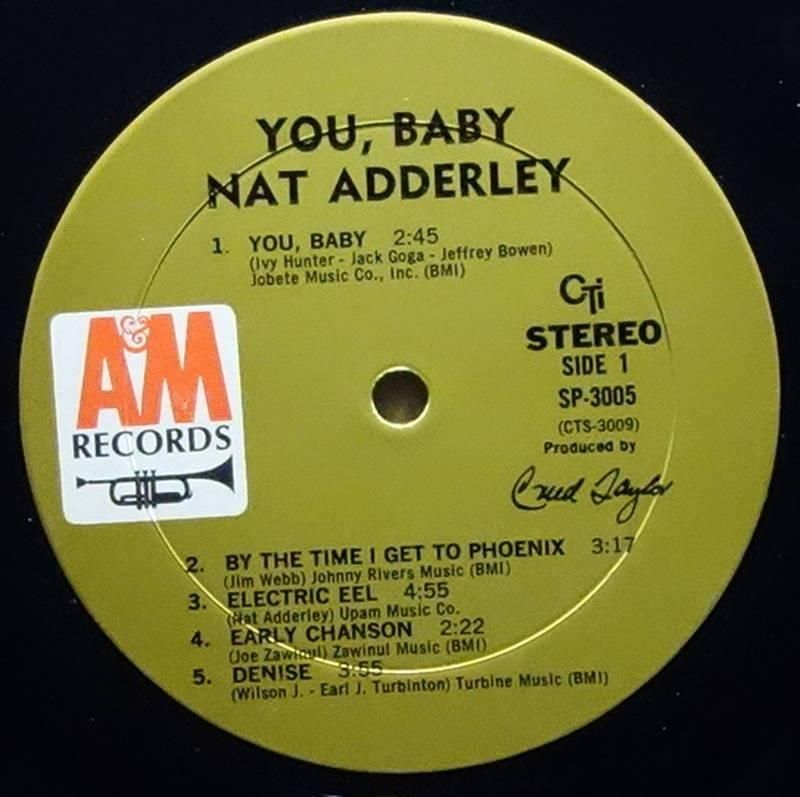 YOU, BABY
NAT ADDERLEY
1. YOU, BABY 2:45
(Ivy Hunter - Jack Goga - Jeffrey Bowen)
Jobete Music Co., Inc. (BMI)
CTi
STEREO
SIDE 1
SP-3005
(CTS-3009)
Produced by
Creed Taylor
A&M
RECORDS
2. BY THE TIME I GET TO PHOENIX 3:17
(Jim Webb) Johnny Rivers Music (BMI)
3. ELECTRIC EEL 4:55
(Nat Adderley) Upam Music Co.
4. EARLY CHANSON 2:22
(Joe Zawinul) Zawinul Music (BMI)
5. DENISE 3:55
(Wilson J. - Earl J. Turbinton) Turbine Music (BMI)